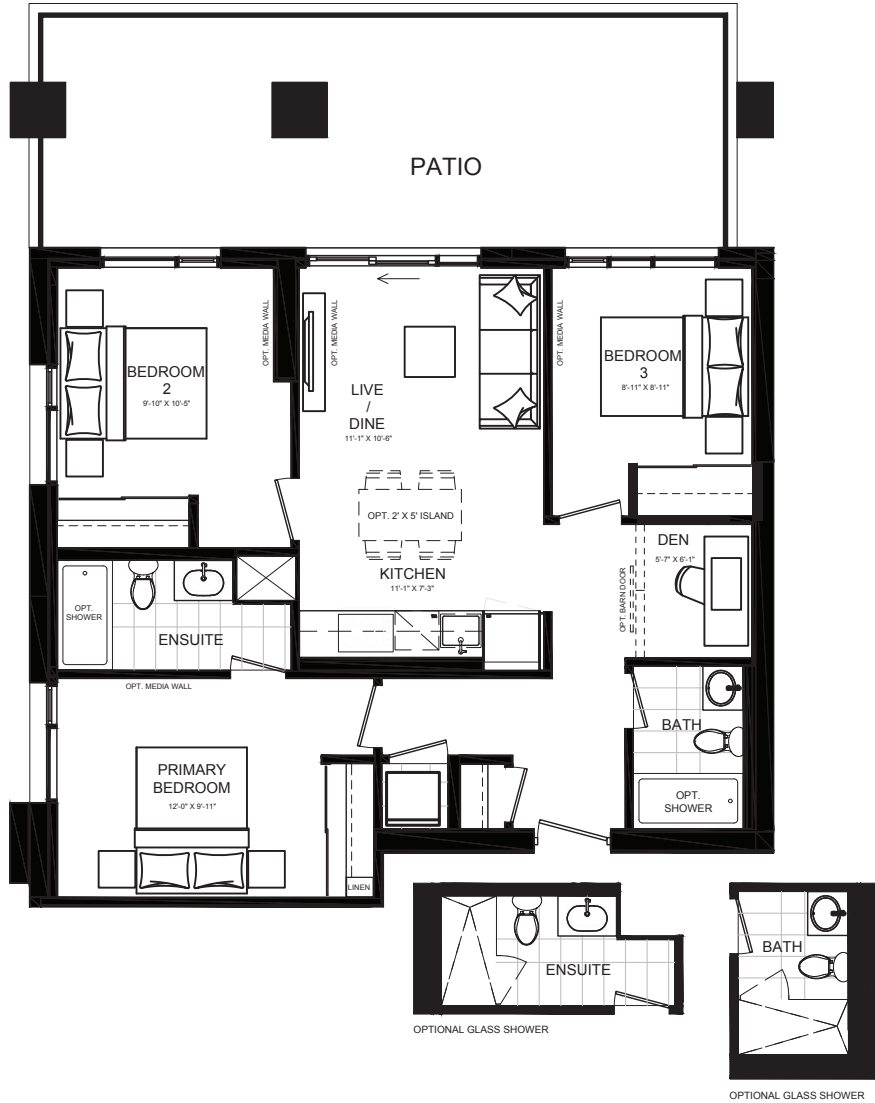 PATIO
OPT. MEDIA WALL
OPT. MEDIA WALL
OPT. MEDIA WALL
BEDROOM
2
9'-10" X 10'-5"
LIVE
/
DINE
11'-1" X 10'-6"
BEDROOM
3
8'-11" X 8'-11"
OPT. 2' X 5' ISLAND
KITCHEN
11'-1" X 7'-3"
DEN
5'-7" X 6'-1"
OPT. BARN DOOR
OPT.
SHOWER
ENSUITE
OPT. MEDIA WALL
PRIMARY
BEDROOM
12'-0" X 9'-11"
LINEN
BATH
OPT.
SHOWER
ENSUITE
OPTIONAL GLASS SHOWER
BATH
OPTIONAL GLASS SHOWER